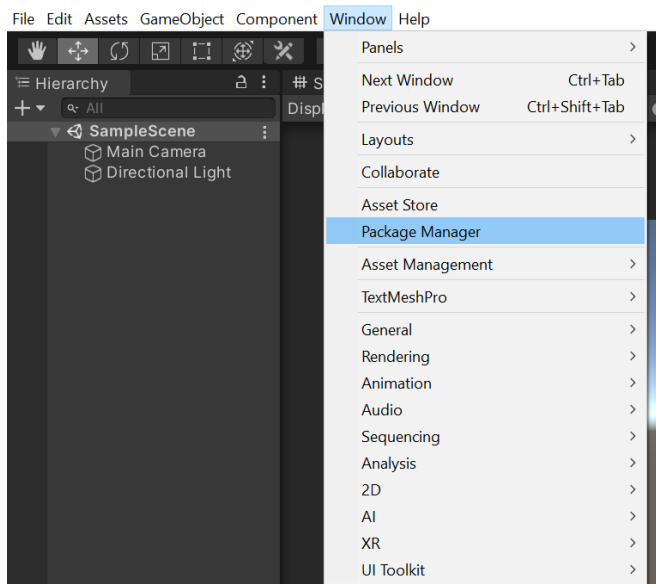 File Edit Assets GameObject Component Window Help
Hierarchy
All
SampleScene
Main Camera
Directional Light
# S
Displ
Panels
Next Window Ctrl+Tab
Previous Window Ctrl+Shift+Tab
Layouts
Collaborate
Asset Store
Package Manager
Asset Management
TextMeshPro
General
Rendering
Animation
Audio
Sequencing
Analysis
2D
AI
XR
UI Toolkit